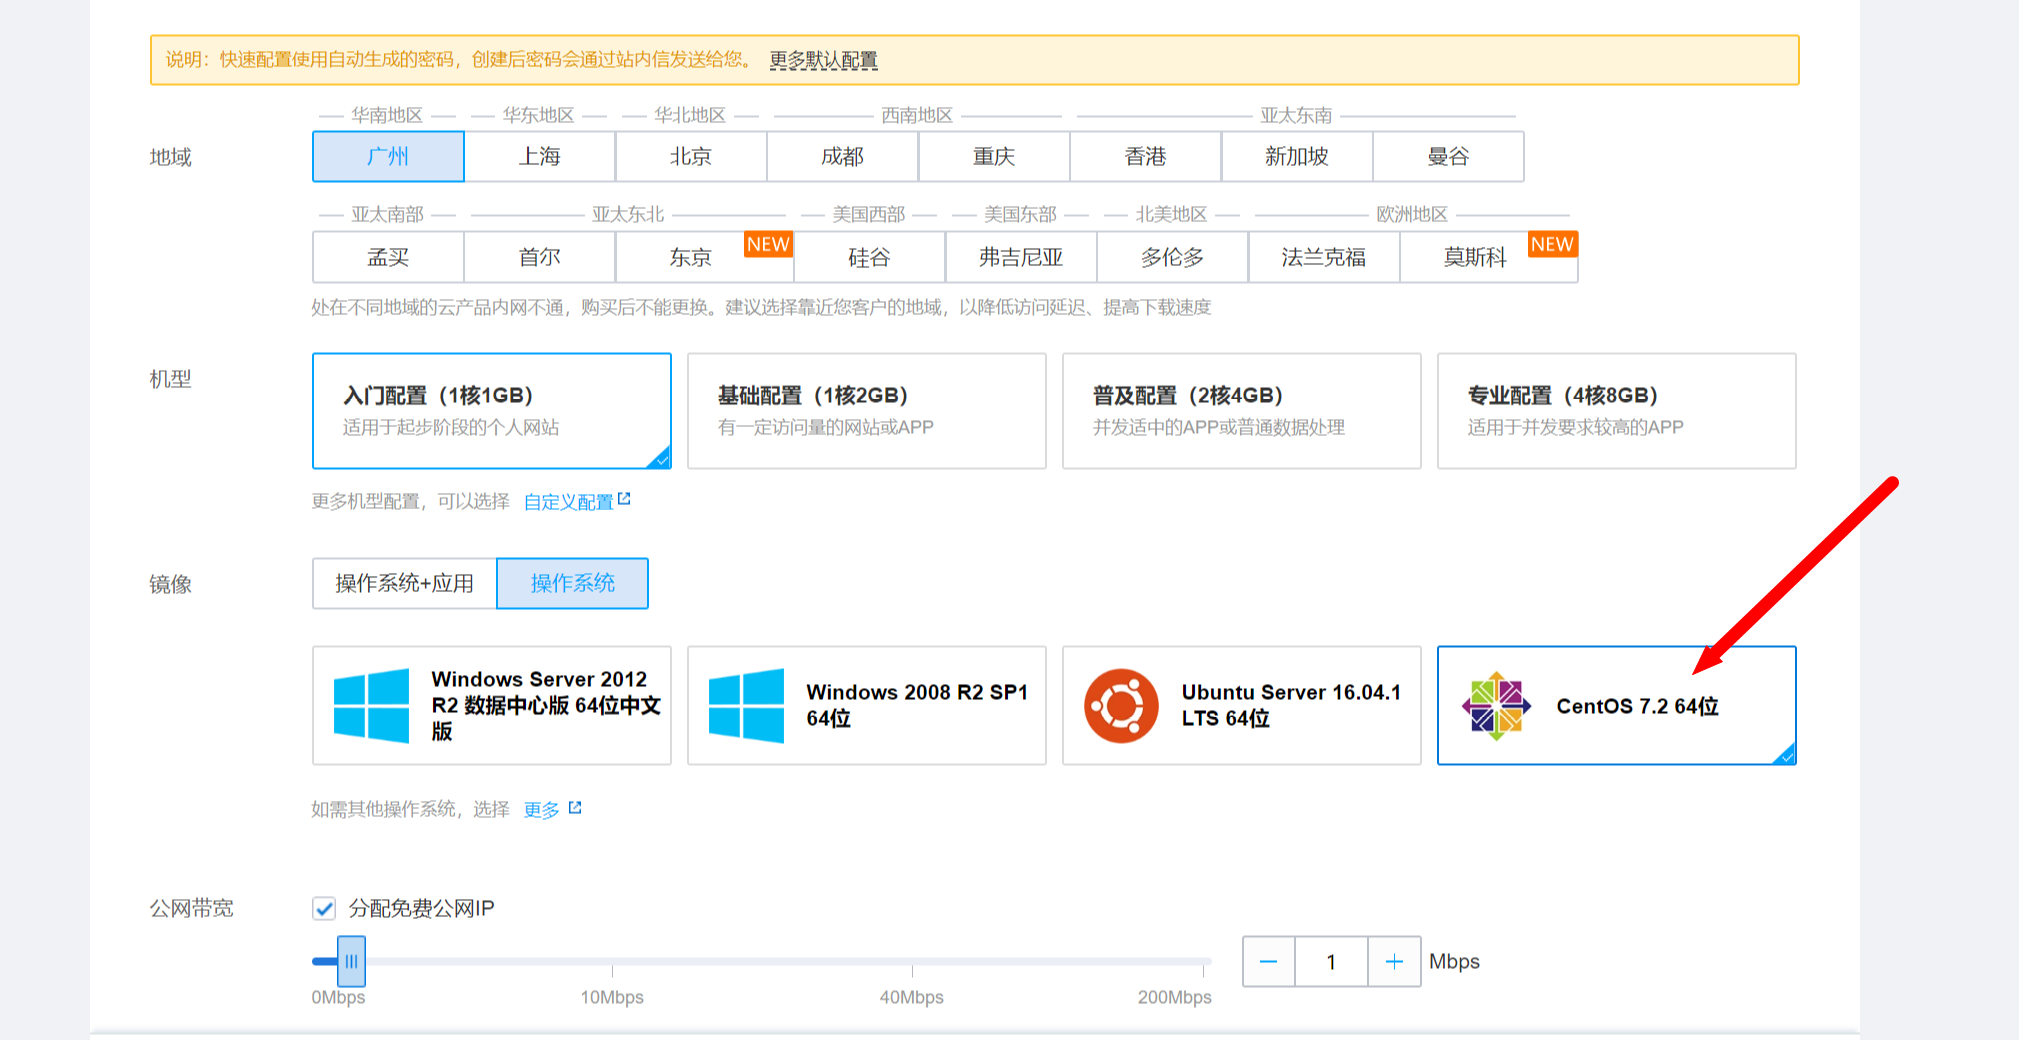 说明：快速配置使用自动生成的密码，创建后密码会通过站内信发送给您。 更多默认配置
华南地区 华东地区 华北地区 西南地区 亚太东南
地域 广州 上海 北京 成都 重庆 香港 新加坡 曼谷
亚太南部 亚太东北 美国西部 美国东部 北美地区 欧洲地区
孟买 首尔 东京 NEW 硅谷 弗吉尼亚 多伦多 法兰克福 莫斯科 NEW
处在不同地域的云产品内网不通，购买后不能更换。建议选择靠近您客户的地域，以降低访问延迟、提高下载速度
机型
入门配置（1核1GB）
适用于起步阶段的个人网站
基础配置（1核2GB）
有一定访问量的网站或APP
普及配置（2核4GB）
并发适中的APP或普通数据处理
专业配置（4核8GB）
适用于并发要求较高的APP
更多机型配置，可以选择 自定义配置
镜像 操作系统+应用 操作系统
Windows Server 2012
R2 数据中心版 64位中文
版
Windows 2008 R2 SP1
64位
Ubuntu Server 16.04.1
LTS 64位
CentOS 7.2 64位
如需其他操作系统，选择 更多
公网带宽 分配免费公网IP
1 Mbps
0Mbps 10Mbps 40Mbps 200Mbps